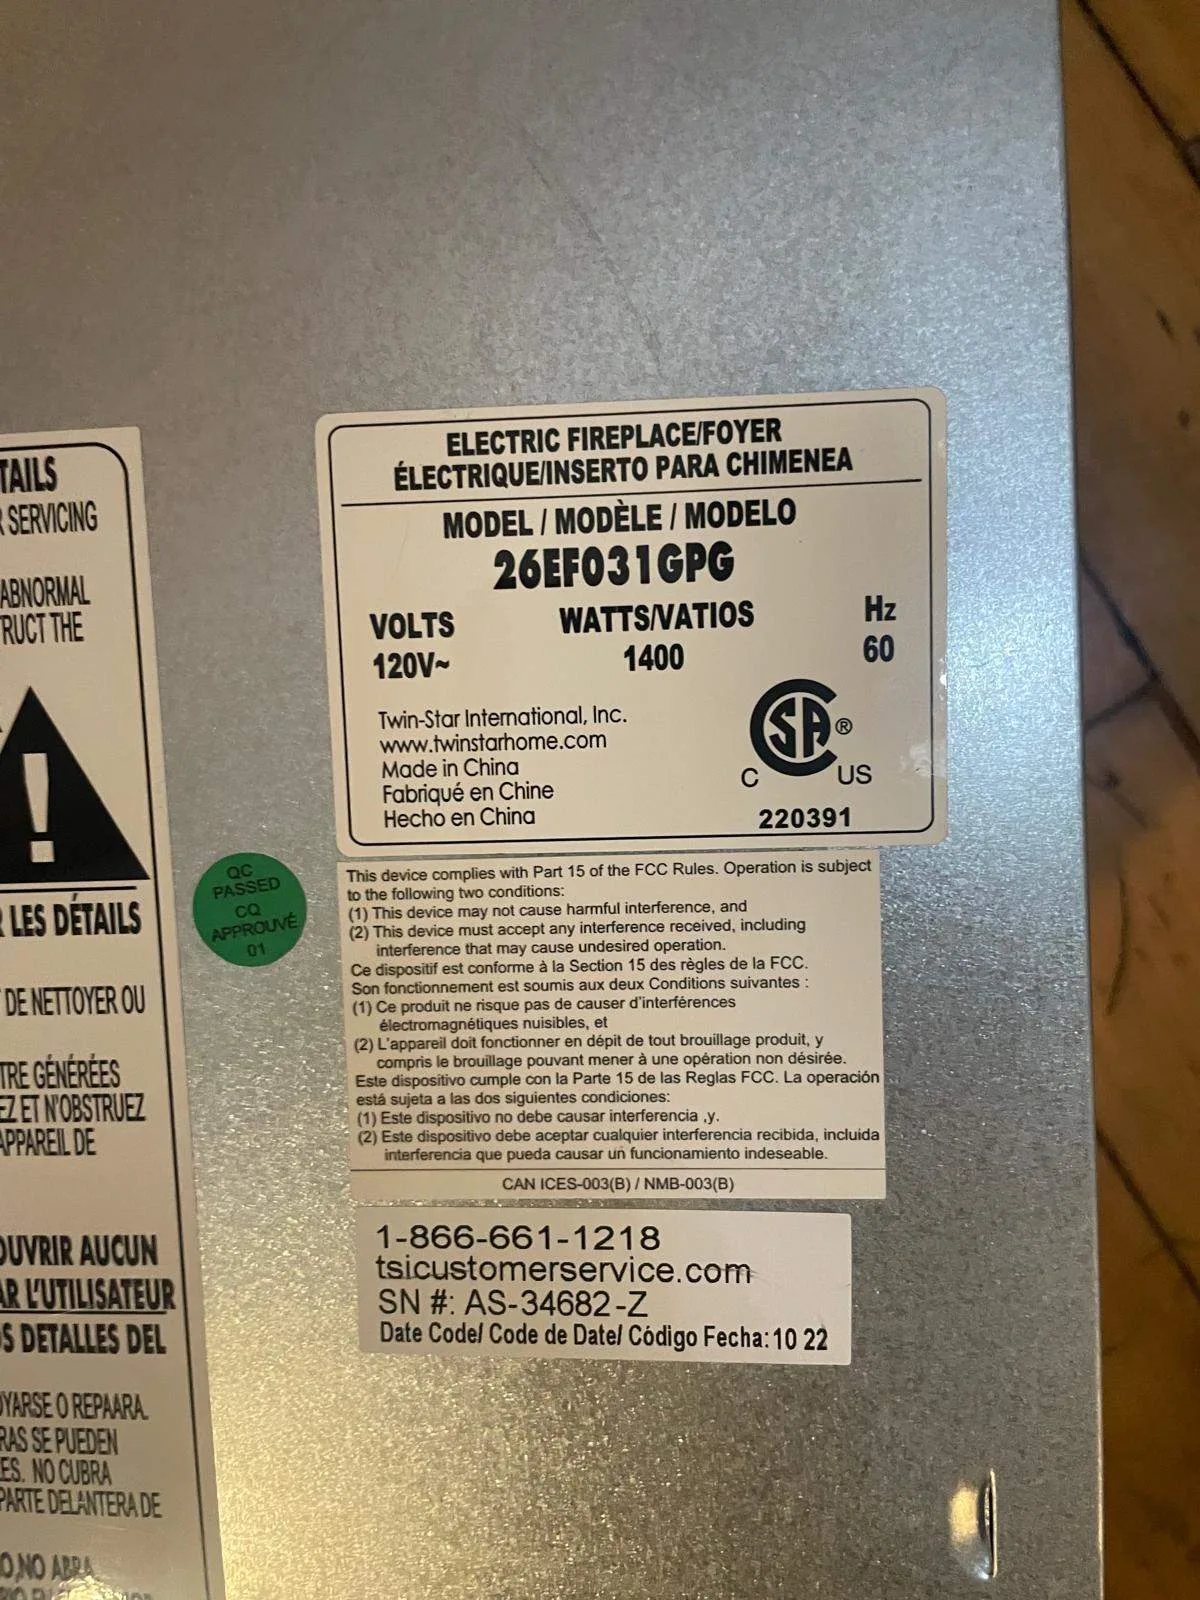 TAILS
SERVICING
ABNORMAL
RUCT THE
!
LES DÉTAILS
DE NETTOYER OU
TRE GÉNÉRÉES
EZ ET N'OBSTRUEZ
APPAREIL DE
OUVRIR AUCUN
AR L'UTILISATEUR
S DETALLES DEL
OYARSE O REPAARA.
RAS SE PUEDEN
ES. NO CUBRA
PARTE DELANTERA DE
O,NO ABRA
QC
PASSED
CQ
APPROUVÉ
01
ELECTRIC FIREPLACE/FOYER
ÉLECTRIQUE/INSERTO PARA CHIMENEA
MODEL / MODÈLE / MODELO
26EF031GPG
VOLTS WATTS/VATIOS Hz
120V~ 1400 60
Twin-Star International, Inc.
www.twinstarhome.com
Made in China
Fabriqué en Chine
Hecho en China
SA ®
C US
220391
This device complies with Part 15 of the FCC Rules. Operation is subject
to the following two conditions:
(1) This device may not cause harmful interference, and
(2) This device must accept any interference received, including
interference that may cause undesired operation.
Ce dispositif est conforme à la Section 15 des règles de la FCC.
Son fonctionnement est soumis aux deux Conditions suivantes :
(1) Ce produit ne risque pas de causer d'interférences
électromagnétiques nuisibles, et
(2) L'appareil doit fonctionner en dépit de tout brouillage produit, y
compris le brouillage pouvant mener à une opération non désirée.
Este dispositivo cumple con la Parte 15 de las Reglas FCC. La operación
está sujeta a las dos siguientes condiciones:
(1) Este dispositivo no debe causar interferencia ,y.
(2) Este dispositivo debe aceptar cualquier interferencia recibida, incluida
interferencia que pueda causar un funcionamiento indeseable.
CAN ICES-003(B) / NMB-003(B)
1-866-661-1218
tsicustomerservice.com
SN #: AS-34682-Z
Date Code/ Code de Date/ Código Fecha: 10 22